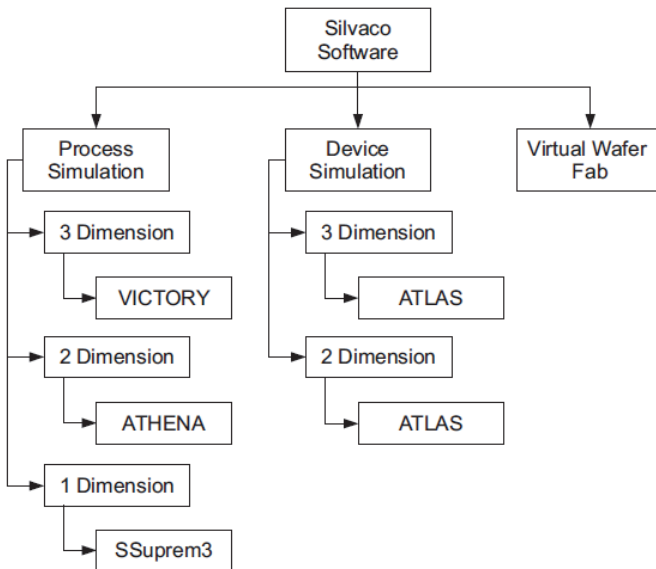 Silvaco
Software
Process
Simulation
Device
Simulation
Virtual Wafer
Fab
3 Dimension
3 Dimension
VICTORY
ATLAS
2 Dimension
2 Dimension
ATHENA
ATLAS
1 Dimension
SSuprem3